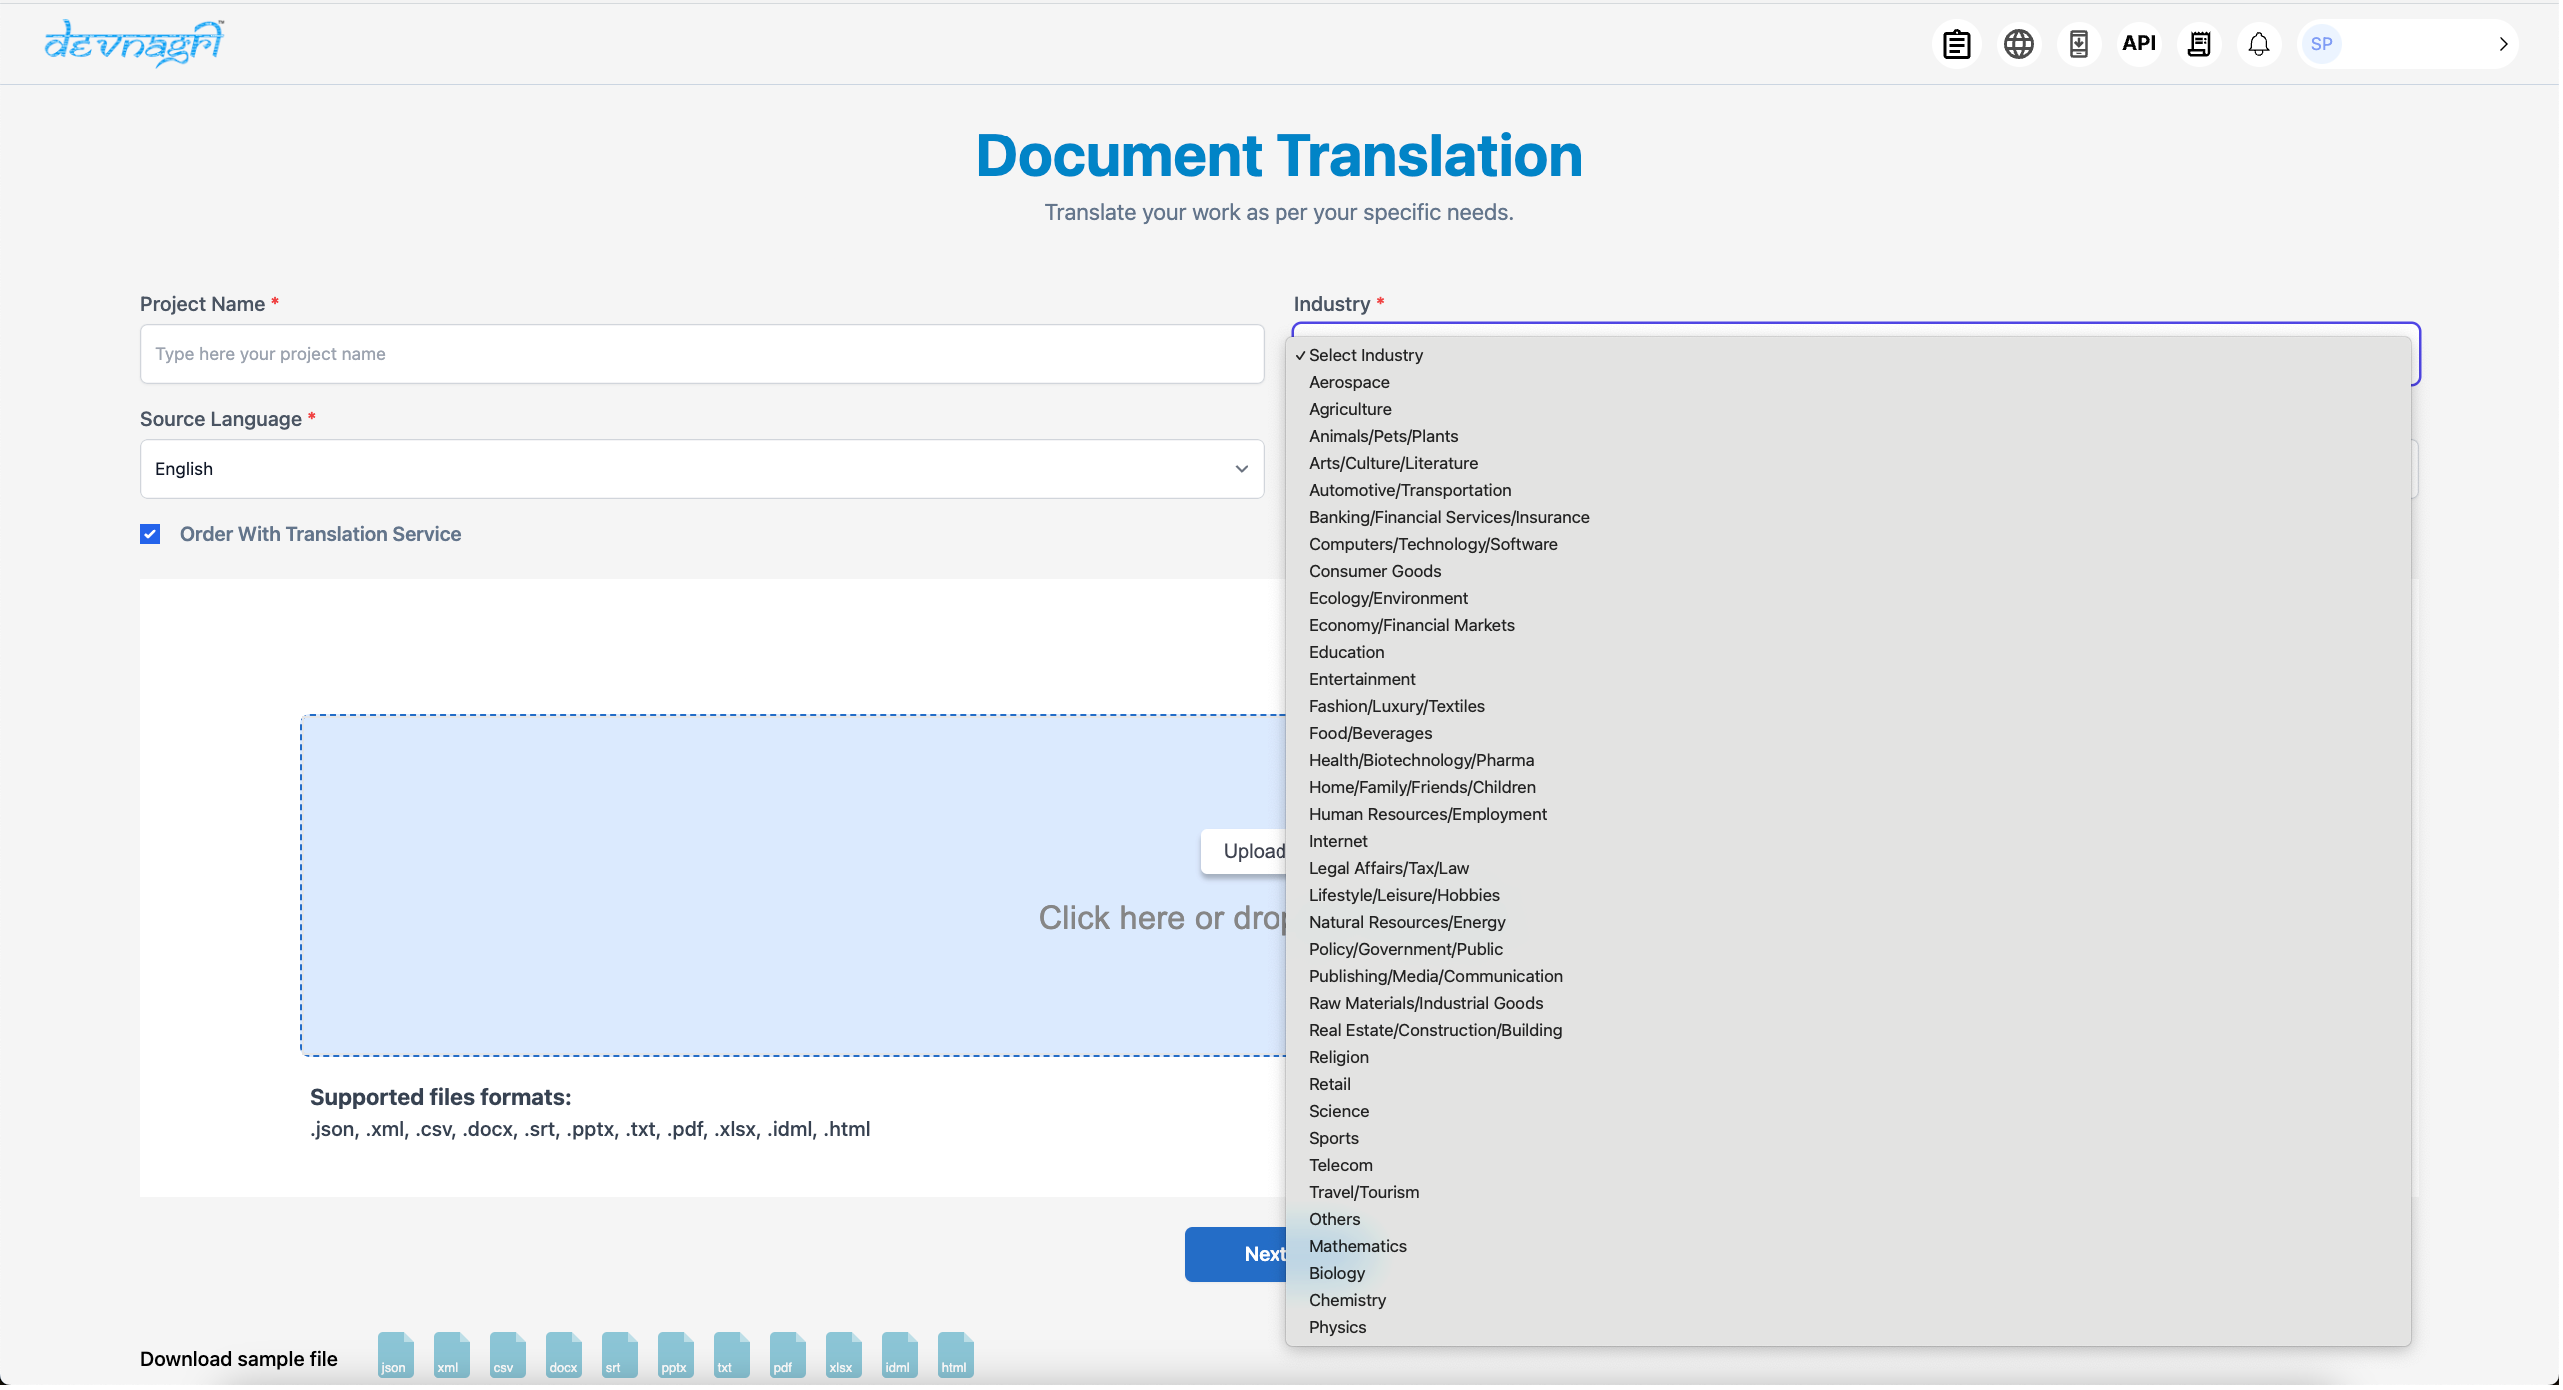 devnagri™
API
SP
Document Translation
Translate your work as per your specific needs.
Project Name *
Type here your project name
Industry *
✓ Select Industry
Aerospace
Agriculture
Animals/Pets/Plants
Arts/Culture/Literature
Automotive/Transportation
Banking/Financial Services/Insurance
Computers/Technology/Software
Consumer Goods
Ecology/Environment
Economy/Financial Markets
Education
Entertainment
Fashion/Luxury/Textiles
Food/Beverages
Health/Biotechnology/Pharma
Home/Family/Friends/Children
Human Resources/Employment
Internet
Legal Affairs/Tax/Law
Lifestyle/Leisure/Hobbies
Natural Resources/Energy
Policy/Government/Public
Publishing/Media/Communication
Raw Materials/Industrial Goods
Real Estate/Construction/Building
Religion
Retail
Science
Sports
Telecom
Travel/Tourism
Others
Mathematics
Biology
Chemistry
Physics
Source Language *
English
Order With Translation Service
Upload
Click here or drop
Supported files formats:
.json, .xml, .csv, .docx, .srt, .pptx, .txt, .pdf, .xlsx, .idml, .html
Next
Download sample file
json xml csv docx srt pptx txt pdf xlsx idml html